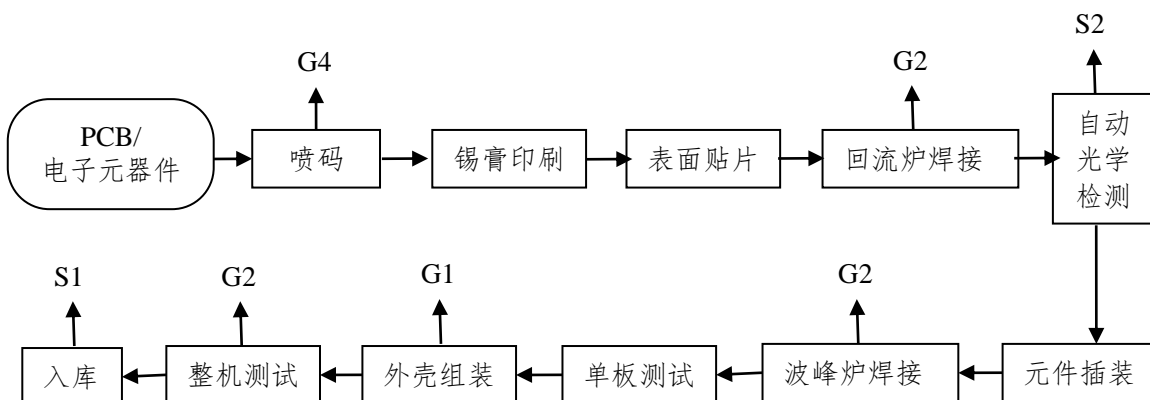 S2
G4
G2
PCB/
电子元器件
喷码
锡膏印刷
表面贴片
回流炉焊接
自动
光学
检测
S1
G2
G1
G2
入库
整机测试
外壳组装
单板测试
波峰炉焊接
元件插装